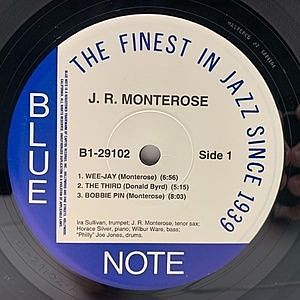 THE FINEST IN JAZZ SINCE 1939
BLUE
NOTE
J. R. MONTEROSE
B1-29102
Side 1
1. WEE-JAY (Monterose) (6:56)
2. THE THIRD (Donald Byrd) (5:15)
3. BOBBIE PIN (Monterose) (8:03)
Ira Sullivan, trumpet; J. R. Monterose, tenor sax;
Horace Silver, piano; Wilbur Ware, bass;
"Philly" Joe Jones, drums.